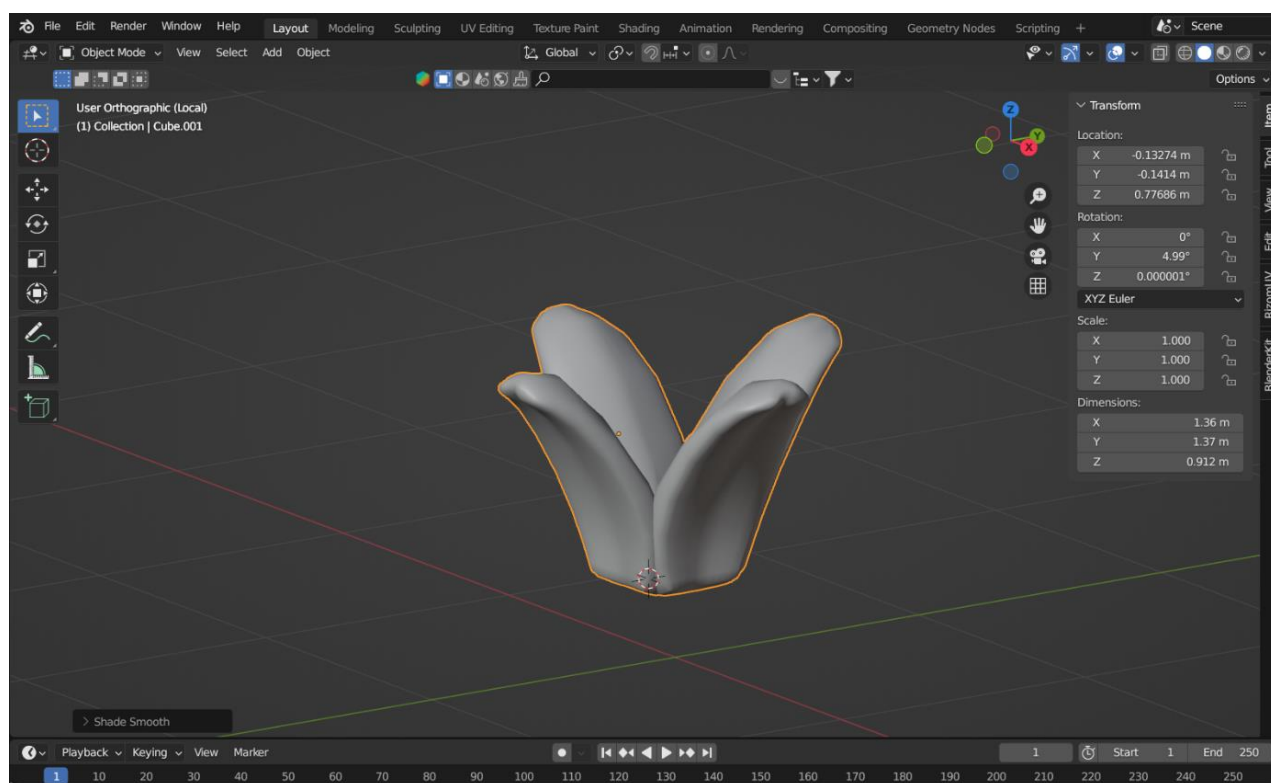 File Edit Render Window Help Layout Modeling Sculpting UV Editing Texture Paint Shading Animation Rendering Compositing Geometry Nodes Scripting + Scene
Object Mode View Select Add Object Global
Options
User Orthographic (Local)
(1) Collection | Cube.001
Z
Y
X
Transform
Location:
X -0.13274 m
Y -0.1414 m
Z 0.77686 m
Rotation:
X 0°
Y 4.99°
Z 0.000001°
XYZ Euler
Scale:
X 1.000
Y 1.000
Z 1.000
Dimensions:
X 1.36 m
Y 1.37 m
Z 0.912 m
Item
Tool
View
Edit
BlenderKit
> Shade Smooth
Playback Keying View Marker 1 Start 1 End 250
1 10 20 30 40 50 60 70 80 90 100 110 120 130 140 150 160 170 180 190 200 210 220 230 240 250